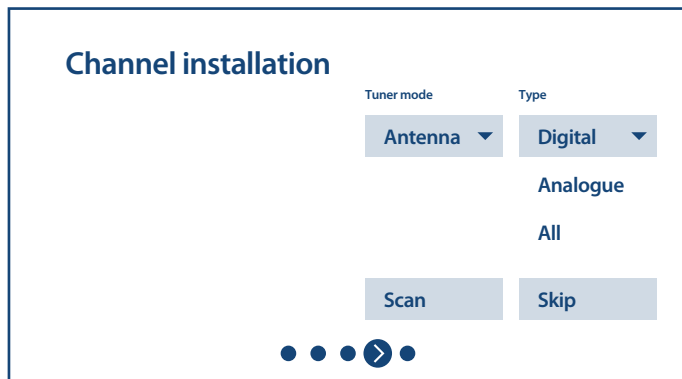 Channel installation
Tuner mode Type
Antenna Digital
Analogue
All
Scan Skip